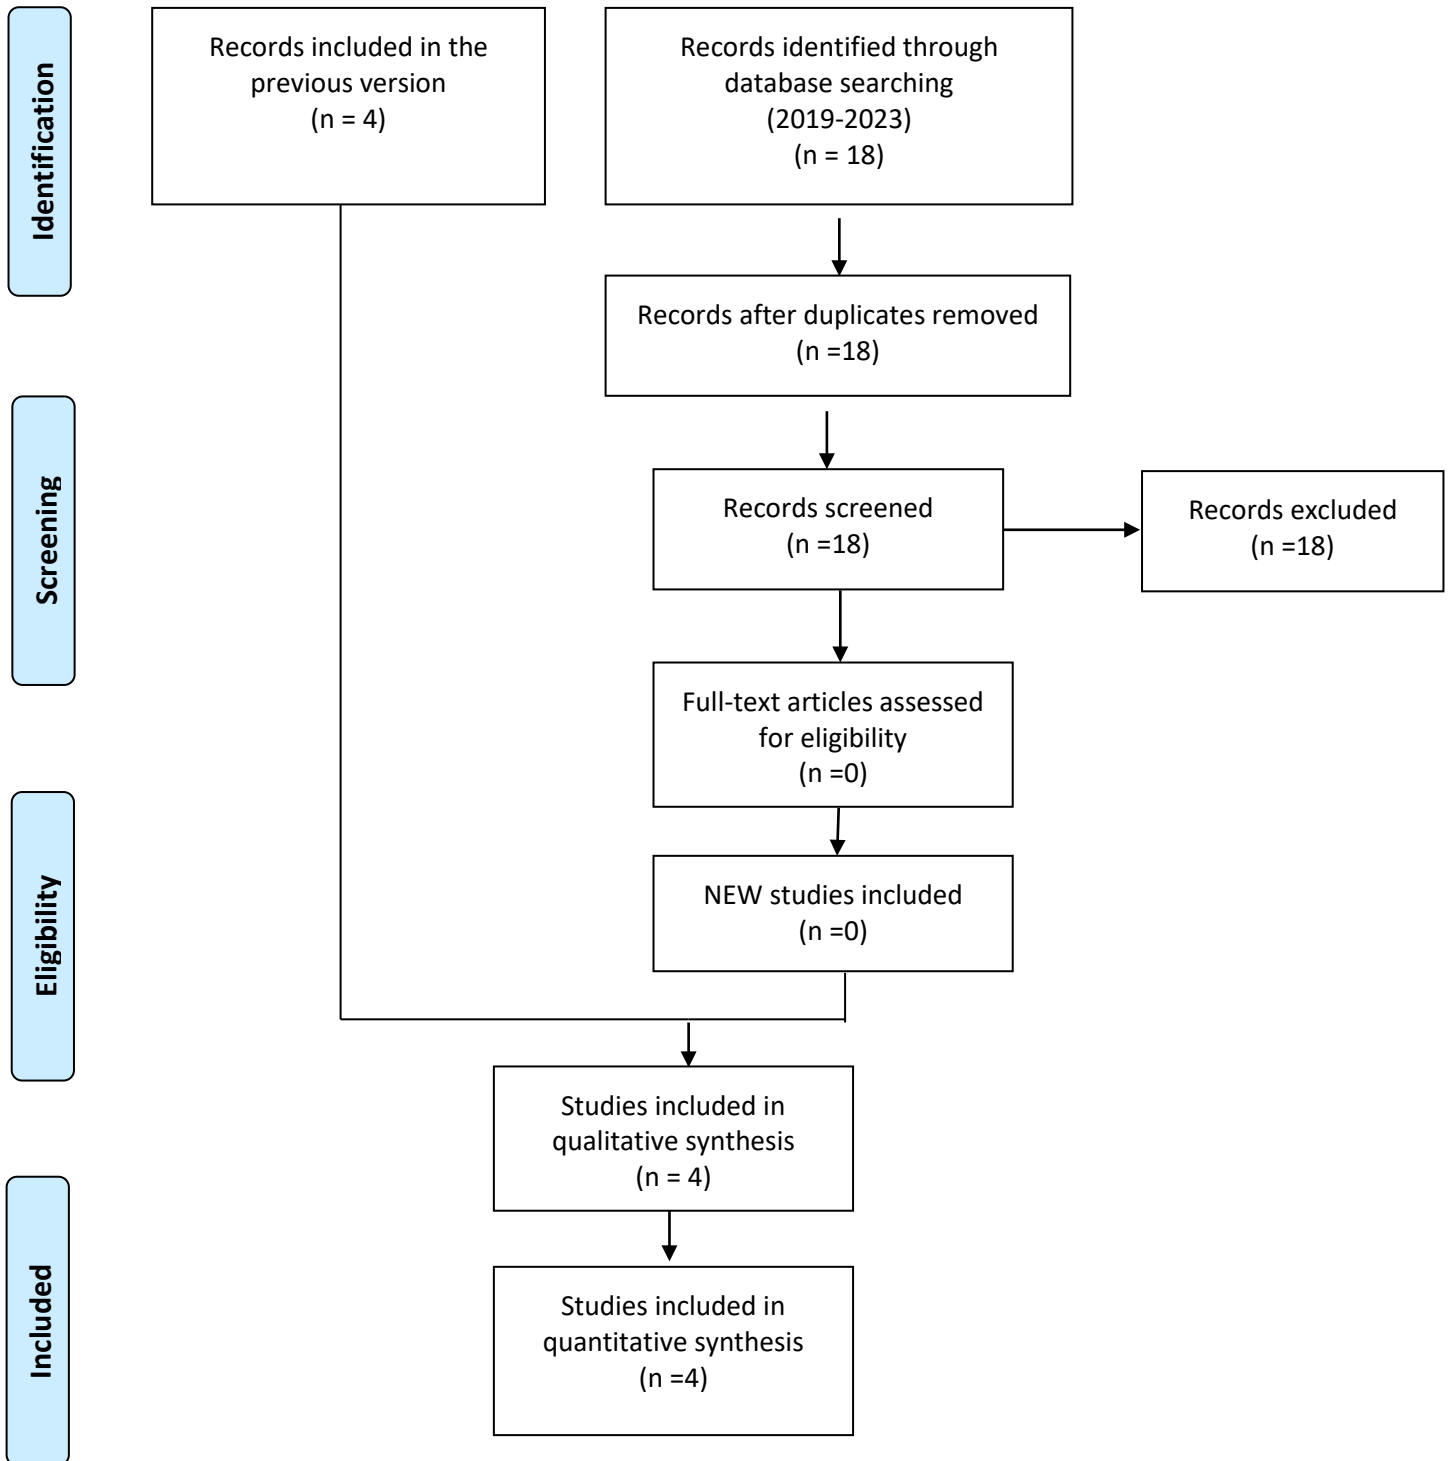 Identification
Records included in the
previous version
(n = 4)
Records identified through
database searching
(2019-2023)
(n = 18)
Records after duplicates removed
(n =18)
Screening
Records screened
(n =18)
Records excluded
(n =18)
Full-text articles assessed
for eligibility
(n =0)
Eligibility
NEW studies included
(n =0)
Studies included in
qualitative synthesis
(n = 4)
Included
Studies included in
quantitative synthesis
(n =4)